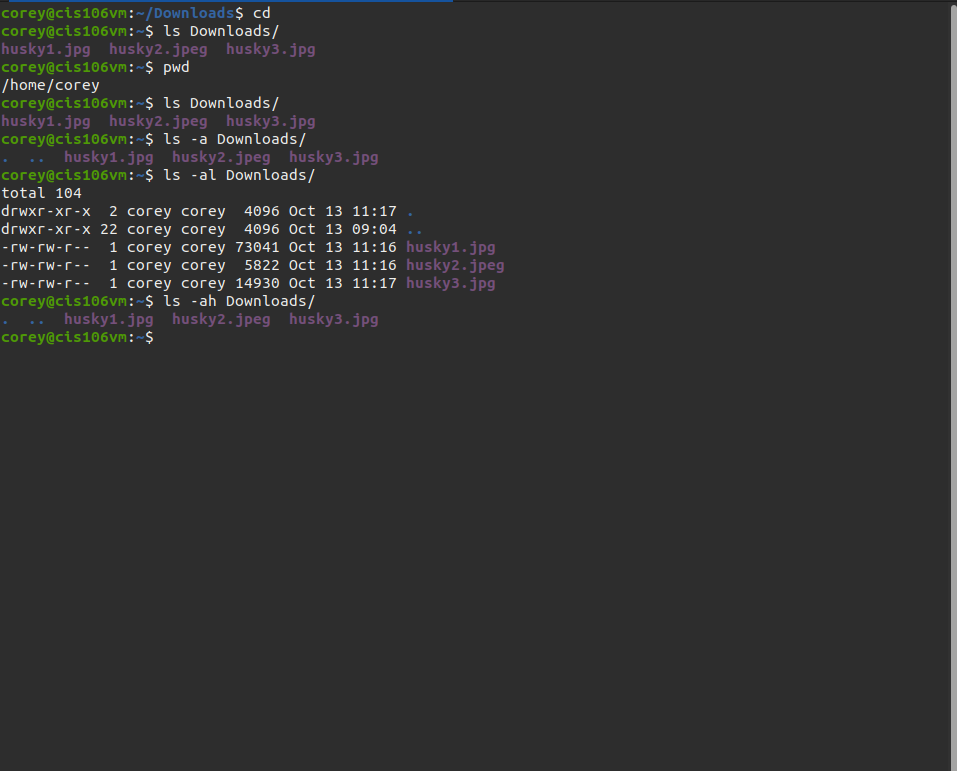 corey@cis106vm:~/Downloads$ cd
corey@cis106vm:~$ ls Downloads/
husky1.jpg  husky2.jpeg  husky3.jpg
corey@cis106vm:~$ pwd
/home/corey
corey@cis106vm:~$ ls Downloads/
husky1.jpg  husky2.jpeg  husky3.jpg
corey@cis106vm:~$ ls -a Downloads/
.  ..  husky1.jpg  husky2.jpeg  husky3.jpg
corey@cis106vm:~$ ls -al Downloads/
total 104
drwxr-xr-x  2 corey corey  4096 Oct 13 11:17 .
drwxr-xr-x 22 corey corey  4096 Oct 13 09:04 ..
-rw-rw-r--  1 corey corey 73041 Oct 13 11:16 husky1.jpg
-rw-rw-r--  1 corey corey  5822 Oct 13 11:16 husky2.jpeg
-rw-rw-r--  1 corey corey 14930 Oct 13 11:17 husky3.jpg
corey@cis106vm:~$ ls -ah Downloads/
.  ..  husky1.jpg  husky2.jpeg  husky3.jpg
corey@cis106vm:~$